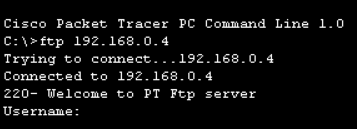 Cisco Packet Tracer PC Command Line 1.0
C:\>ftp 192.168.0.4
Trying to connect...192.168.0.4
Connected to 192.168.0.4
220- Welcome to PT Ftp server
Username: